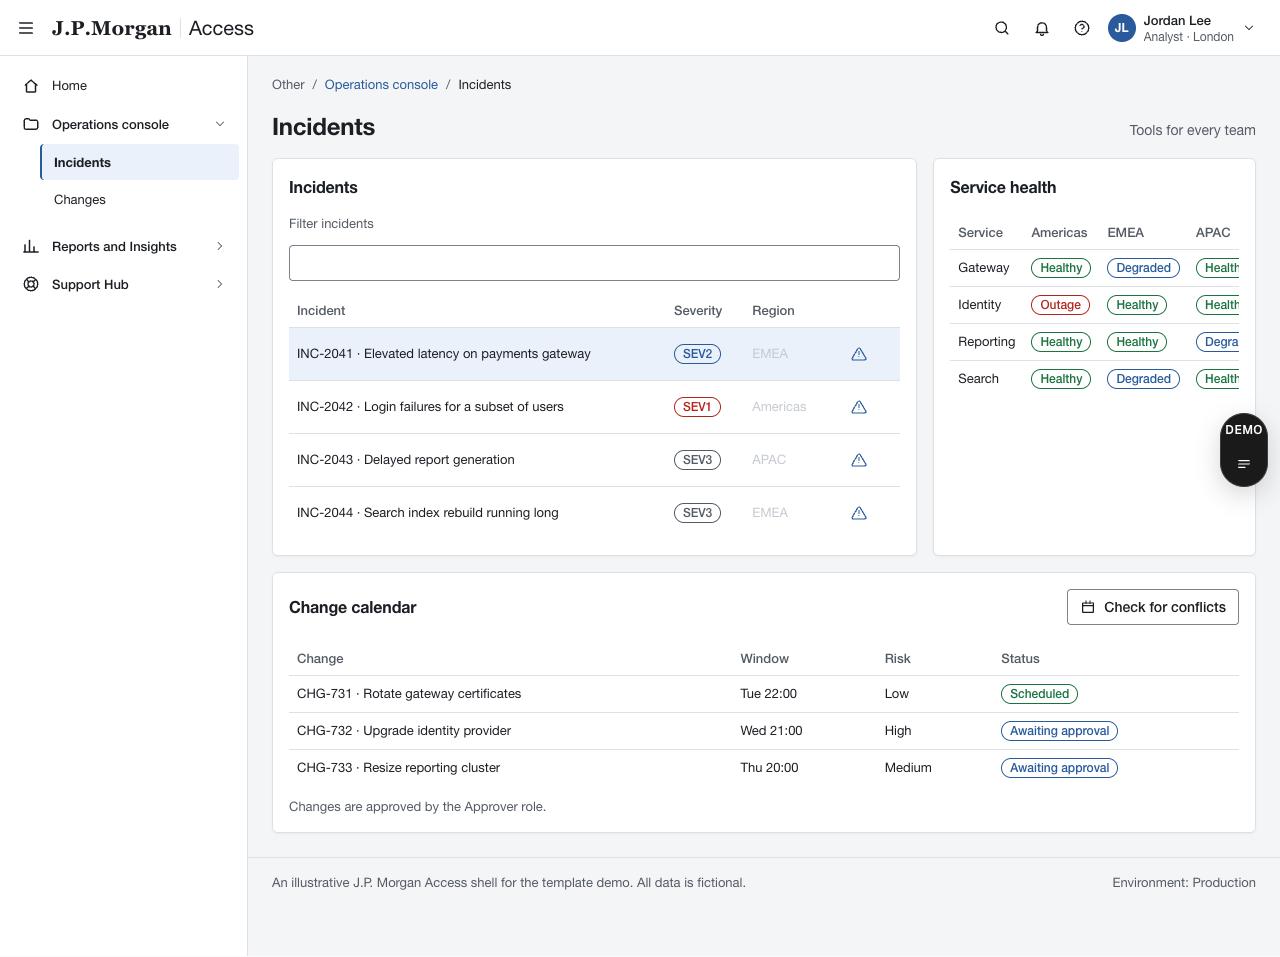 J.P.Morgan Access
JL
Jordan Lee
Analyst · London
Home
Operations console
Incidents
Changes
Reports and Insights
Support Hub
Other / Operations console / Incidents
Incidents
Tools for every team
Incidents
Filter incidents
Incident Severity Region
INC-2041 · Elevated latency on payments gateway SEV2 EMEA
INC-2042 · Login failures for a subset of users SEV1 Americas
INC-2043 · Delayed report generation SEV3 APAC
INC-2044 · Search index rebuild running long SEV3 EMEA
Service health
Service Americas EMEA APAC
Gateway Healthy Degraded Health
Identity Outage Healthy Health
Reporting Healthy Healthy Degra
Search Healthy Degraded Health
DEMO
Change calendar
Check for conflicts
Change Window Risk Status
CHG-731 · Rotate gateway certificates Tue 22:00 Low Scheduled
CHG-732 · Upgrade identity provider Wed 21:00 High Awaiting approval
CHG-733 · Resize reporting cluster Thu 20:00 Medium Awaiting approval
Changes are approved by the Approver role.
An illustrative J.P. Morgan Access shell for the template demo. All data is fictional.
Environment: Production